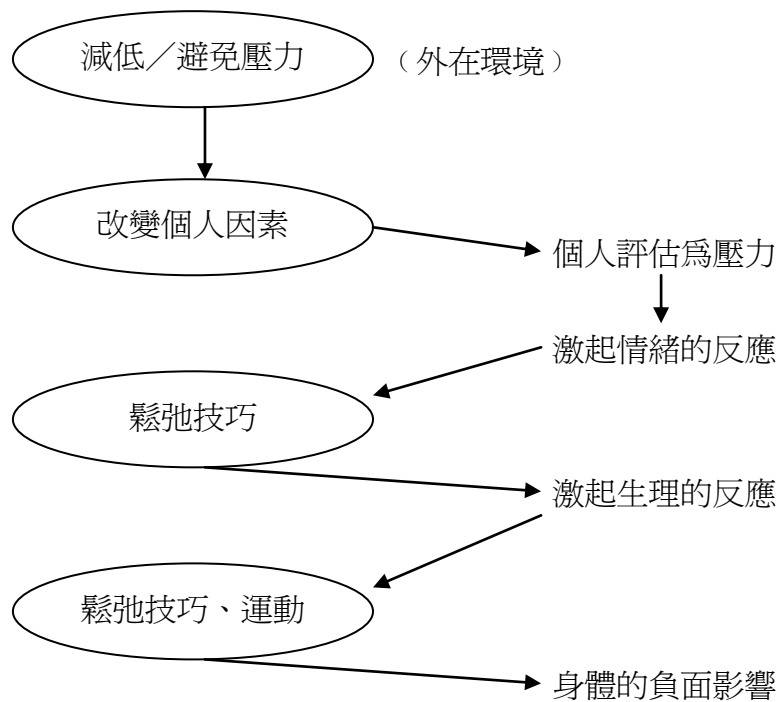 減低／避免壓力 （外在環境）
改變個人因素
個人評估為壓力
激起情緒的反應
鬆弛技巧
激起生理的反應
鬆弛技巧、運動
身體的負面影響